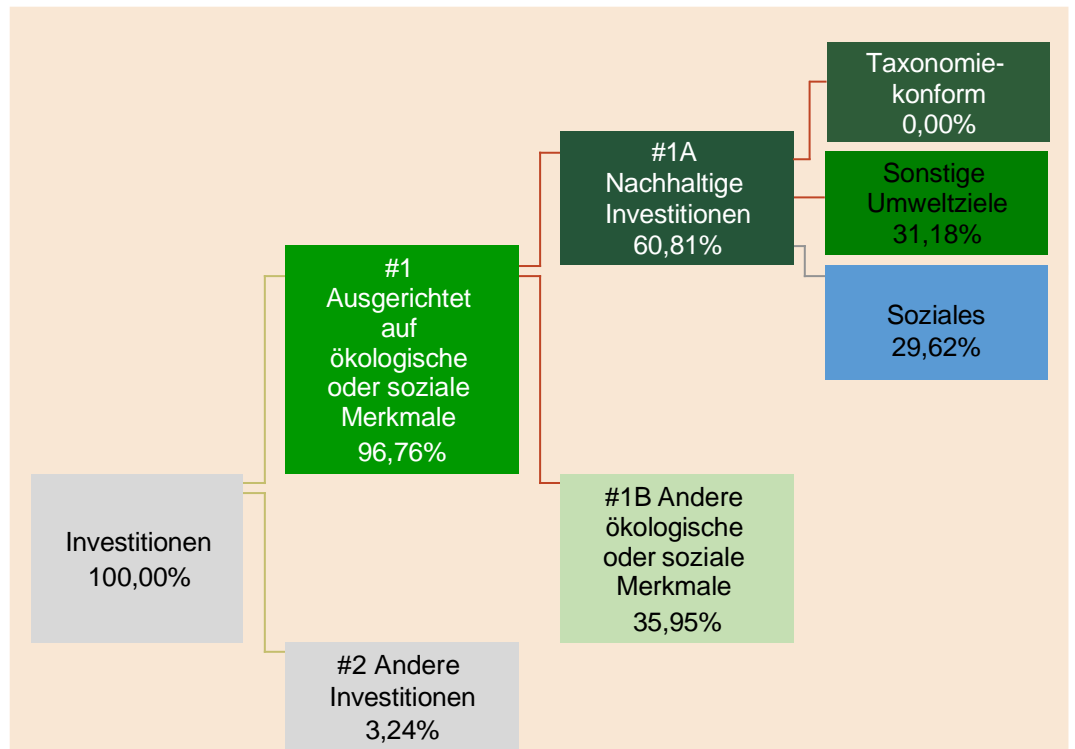 Investitionen
100,00%
#1
Ausgerichtet
auf
ökologische
oder soziale
Merkmale
96,76%
#2 Andere
Investitionen
3,24%
#1A
Nachhaltige
Investitionen
60,81%
#1B Andere
ökologische
oder soziale
Merkmale
35,95%
Taxonomie-
konform
0,00%
Sonstige
Umweltziele
31,18%
Soziales
29,62%